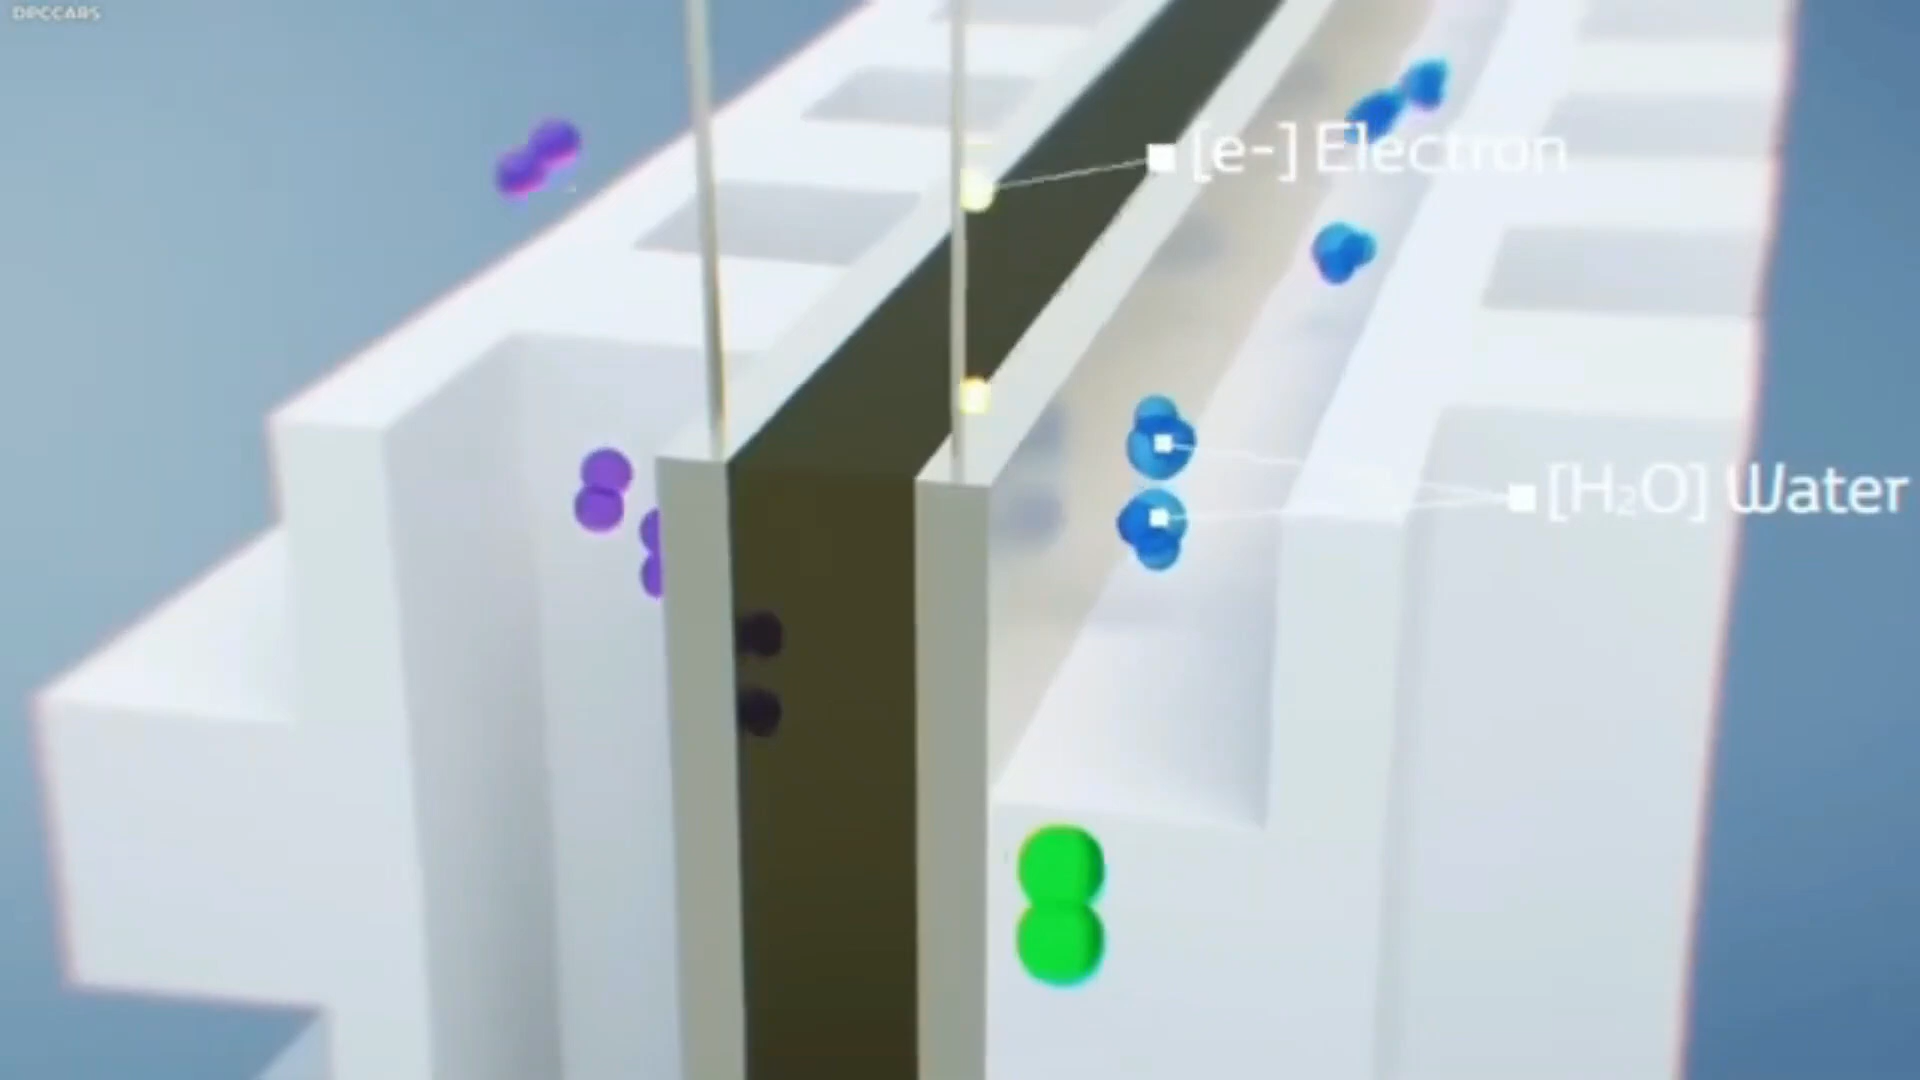 DPCCARS
[e-] Electron
[H₂O] Water